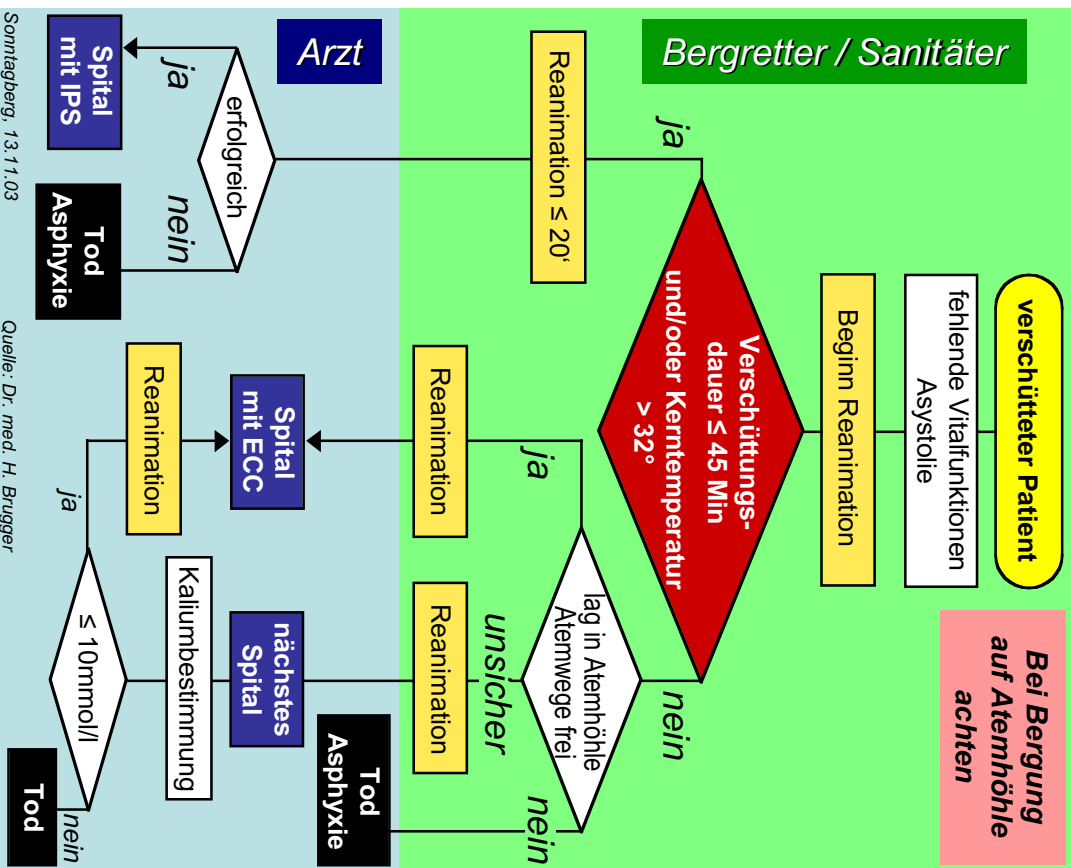 Bergretter / Sanitäter
verschütteter Patient
Bei Bergung
auf Atemhöhle
achten
fehlende Vitalfunktionen
Asystolie
Beginn Reanimation
Verschüttungs-
dauer ≤ 45 Min
und/oder Kerntemperatur
> 32°
ja
nein
Reanimation ≤ 20‘
lag in Atemhöhle
Atemwege frei
ja
unsicher
nein
Reanimation
Reanimation
Arzt
erfolgreich
ja
nein
Spital
mit IPS
Tod
Asphyxie
Spital
mit ECC
nächstes
Spital
Tod
Asphyxie
Reanimation
Kaliumbestimmung
≤ 10mmol/l
ja
nein
Tod
Sonntagberg, 13.11.03
Quelle: Dr. med. H. Brugger